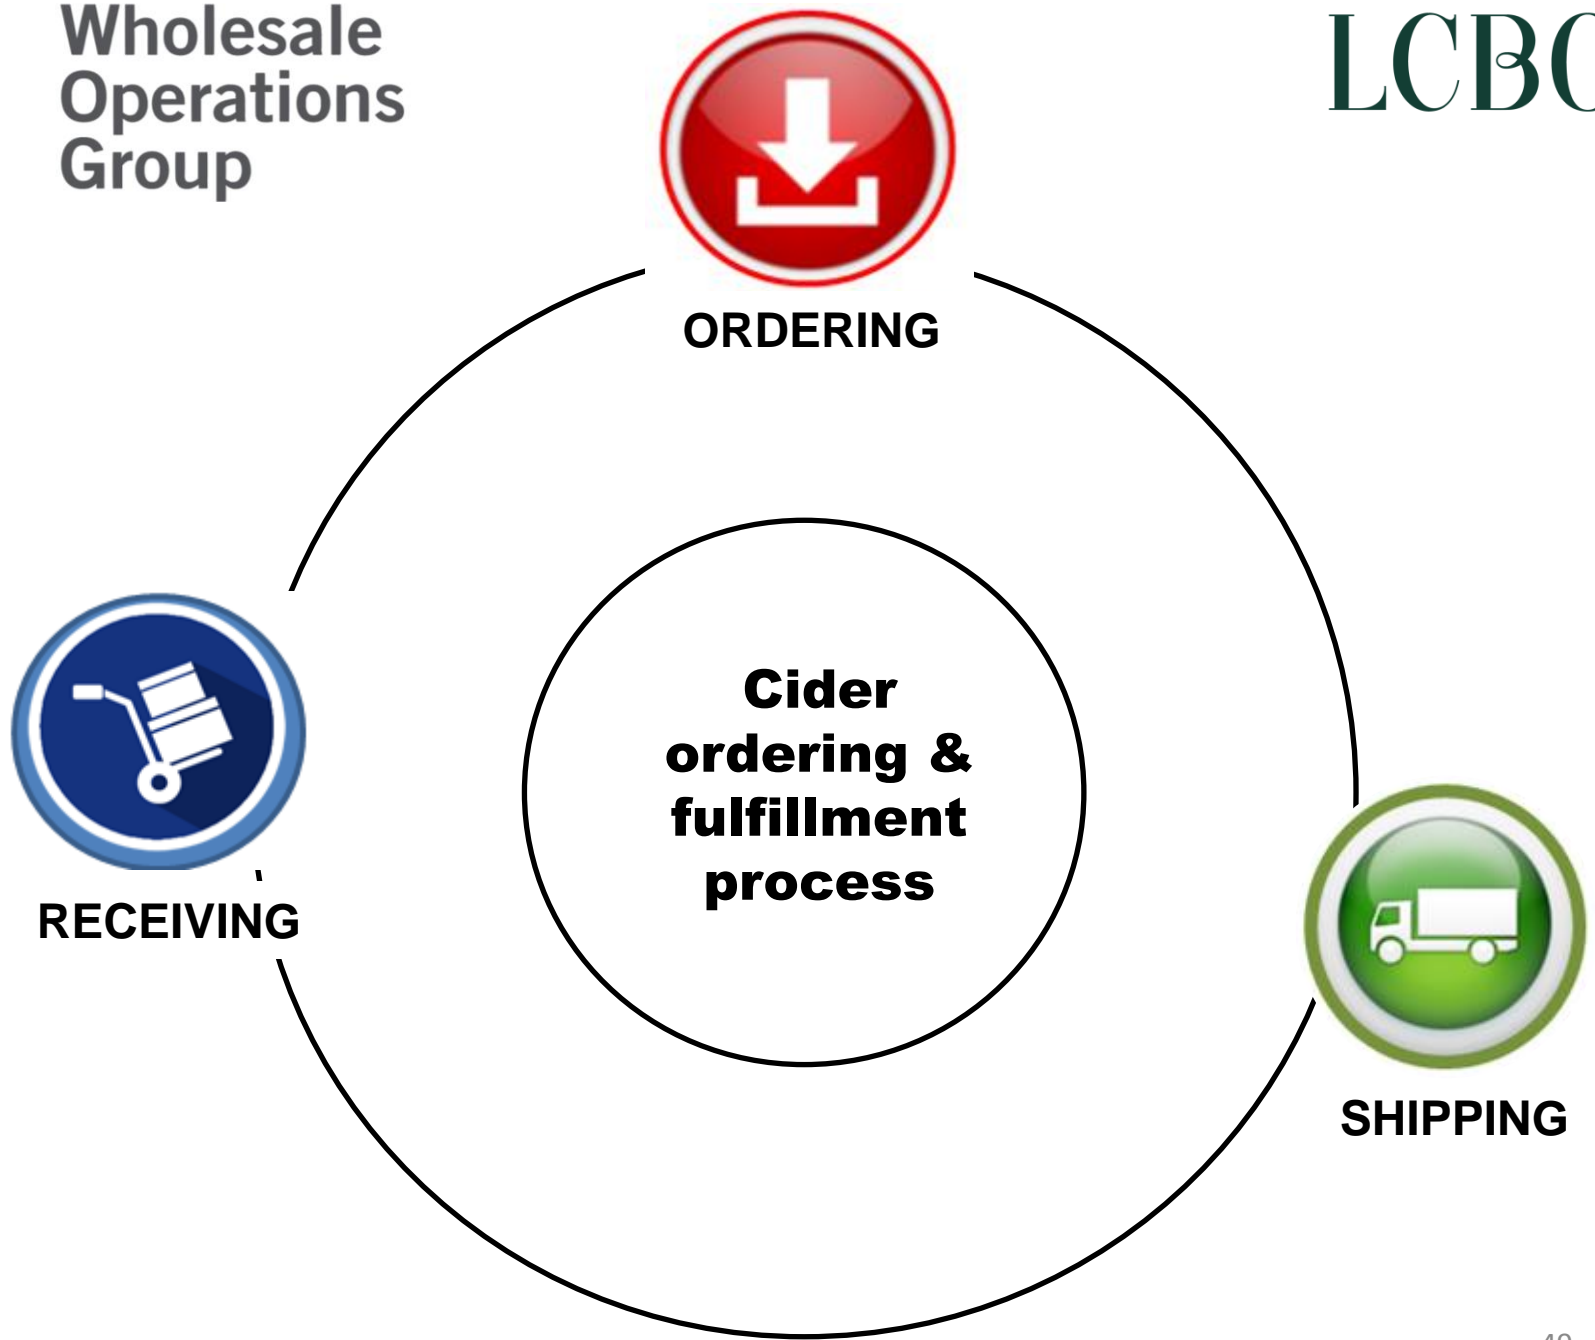 Wholesale
Operations
Group
LCBO
ORDERING
Cider
ordering &
fulfillment
process
RECEIVING
SHIPPING